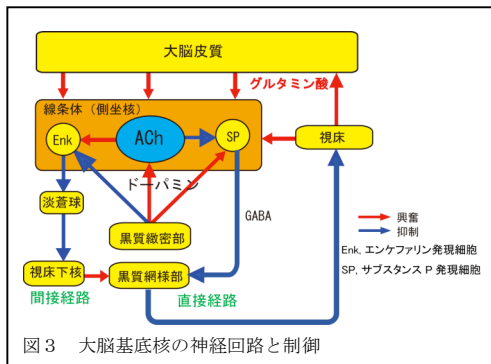 大脳皮質
グルタミン酸
線条体（側坐核）
Enk
ACh
SP
視床
ドーパミン
淡蒼球
GABA
黒質緻密部
興奮
抑制
Enk, エンケファリン発現細胞
SP, サブスタンス P 発現細胞
視床下核
黒質網様部
間接経路
直接経路
図３　大脳基底核の神経回路と制御